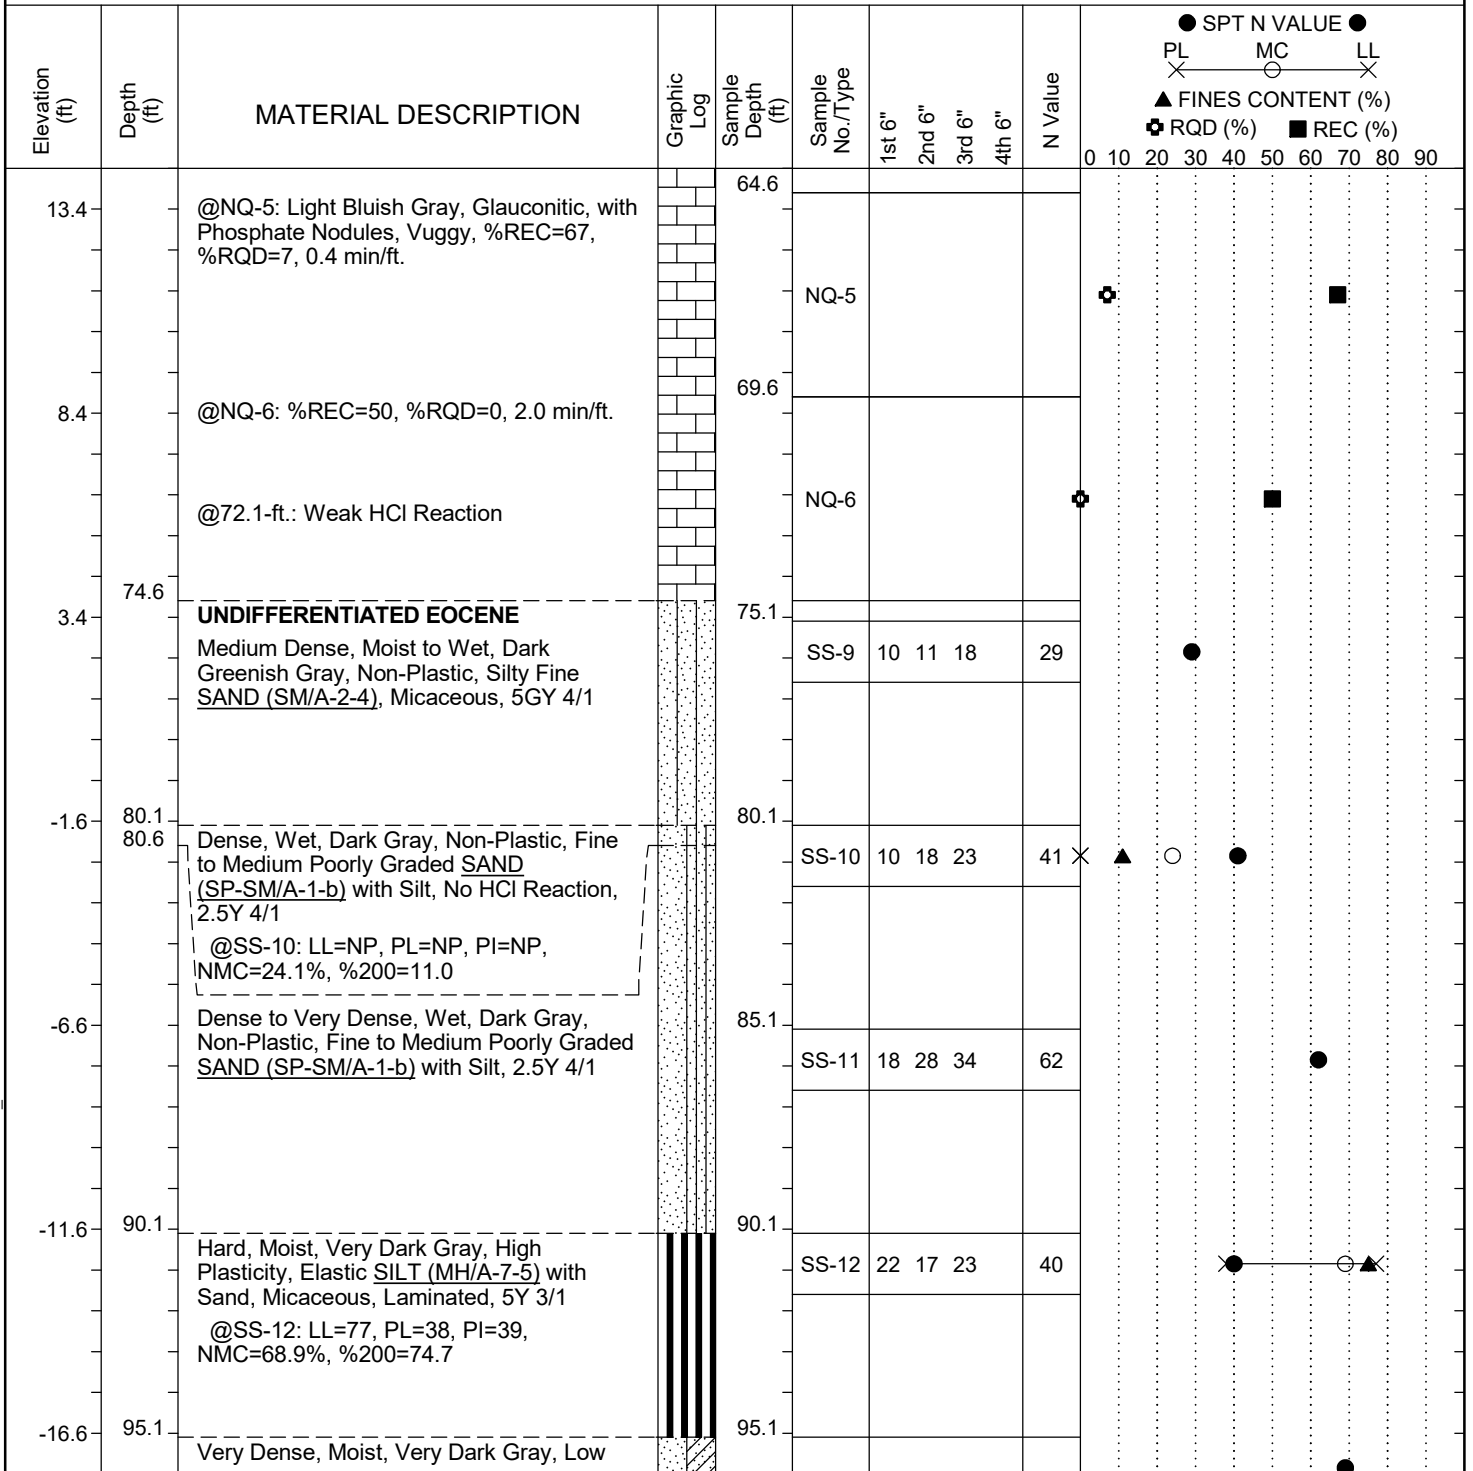 ● SPT N VALUE ●
PL MC LL
▲ FINES CONTENT (%)
RQD (%) ■ REC (%)
Elevation (ft)
Depth (ft)
MATERIAL DESCRIPTION
Graphic Log
Sample Depth (ft)
Sample No./Type
1st 6"
2nd 6"
3rd 6"
4th 6"
N Value
0 10 20 30 40 50 60 70 80 90
64.6
13.4
@NQ-5: Light Bluish Gray, Glauconitic, with
Phosphate Nodules, Vuggy, %REC=67,
%RQD=7, 0.4 min/ft.
NQ-5
69.6
8.4
@NQ-6: %REC=50, %RQD=0, 2.0 min/ft.
NQ-6
@72.1-ft.: Weak HCl Reaction
74.6
3.4
UNDIFFERENTIATED EOCENE
75.1
Medium Dense, Moist to Wet, Dark
Greenish Gray, Non-Plastic, Silty Fine
SAND (SM/A-2-4), Micaceous, 5GY 4/1
SS-9 10 11 18 29
-1.6
80.1
80.1
80.6
Dense, Wet, Dark Gray, Non-Plastic, Fine
to Medium Poorly Graded SAND
(SP-SM/A-1-b) with Silt, No HCl Reaction,
2.5Y 4/1
SS-10 10 18 23 41
@SS-10: LL=NP, PL=NP, PI=NP,
NMC=24.1%, %200=11.0
-6.6
85.1
Dense to Very Dense, Wet, Dark Gray,
Non-Plastic, Fine to Medium Poorly Graded
SAND (SP-SM/A-1-b) with Silt, 2.5Y 4/1
SS-11 18 28 34 62
-11.6
90.1
90.1
Hard, Moist, Very Dark Gray, High
Plasticity, Elastic SILT (MH/A-7-5) with
Sand, Micaceous, Laminated, 5Y 3/1
SS-12 22 17 23 40
@SS-12: LL=77, PL=38, PI=39,
NMC=68.9%, %200=74.7
-16.6
95.1
95.1
Very Dense, Moist, Very Dark Gray, Low